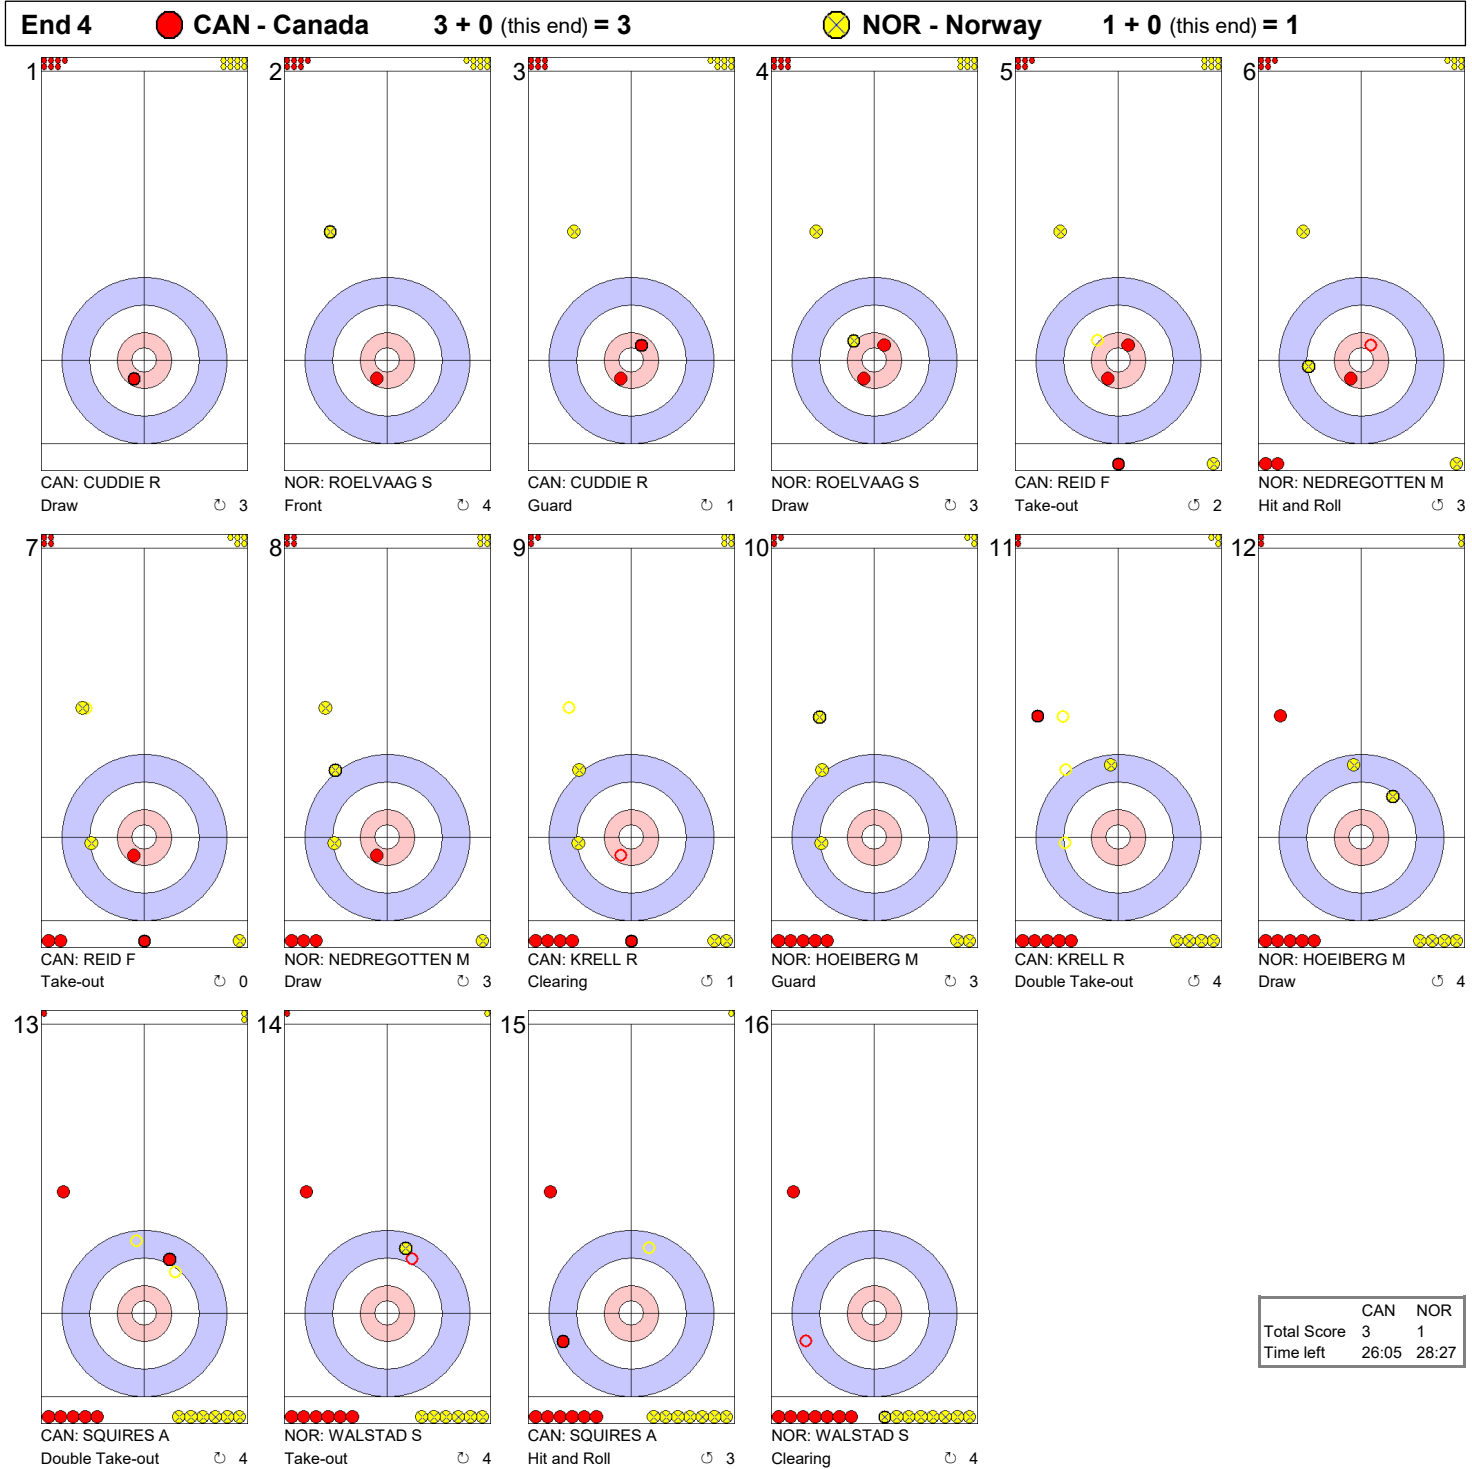 End 4 CAN - Canada 3 + 0 (this end) = 3 NOR - Norway 1 + 0 (this end) = 1
1 2 3 4 5 6
CAN: CUDDIE R NOR: ROELVAAG S CAN: CUDDIE R NOR: ROELVAAG S CAN: REID F NOR: NEDREGOTTEN M
Draw ↻ 3 Front ↻ 4 Guard ↻ 1 Draw ↻ 3 Take-out ↺ 2 Hit and Roll ↺ 3
7 8 9 10 11 12
CAN: REID F NOR: NEDREGOTTEN M CAN: KRELL R NOR: HOEIBERG M CAN: KRELL R NOR: HOEIBERG M
Take-out ↻ 0 Draw ↻ 3 Clearing ↺ 1 Guard ↺ 3 Double Take-out ↺ 4 Draw ↺ 4
13 14 15 16
CAN NOR
Total Score 3 1
Time left 26:05 28:27
CAN: SQUIRES A NOR: WALSTAD S CAN: SQUIRES A NOR: WALSTAD S
Double Take-out ↻ 4 Take-out ↻ 4 Hit and Roll ↺ 3 Clearing ↺ 4